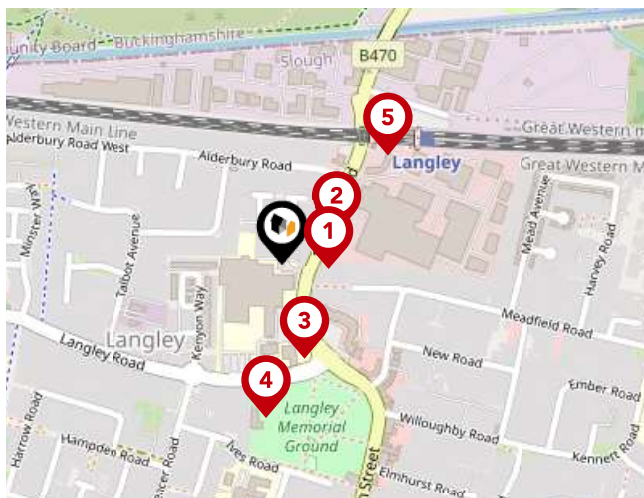 Buckinghamshire
unity Board
Slough
B470
5
Great Western m
Western Main Line
Alderbury Road West
Alderbury Road
Langley
Great Western M
2
1
Minster Way
Talbot Avenue
Mead Avenue
Harvey Road
Kenyon Way
Meadfield Road
3
Langley
Langley Road
New Road
4
Ember Road
Langley
Memorial
Ground
Willoughby Road
Harrow Road
Hampden Road
Ives Road
Kennett Road
Elmhurst Road
Street